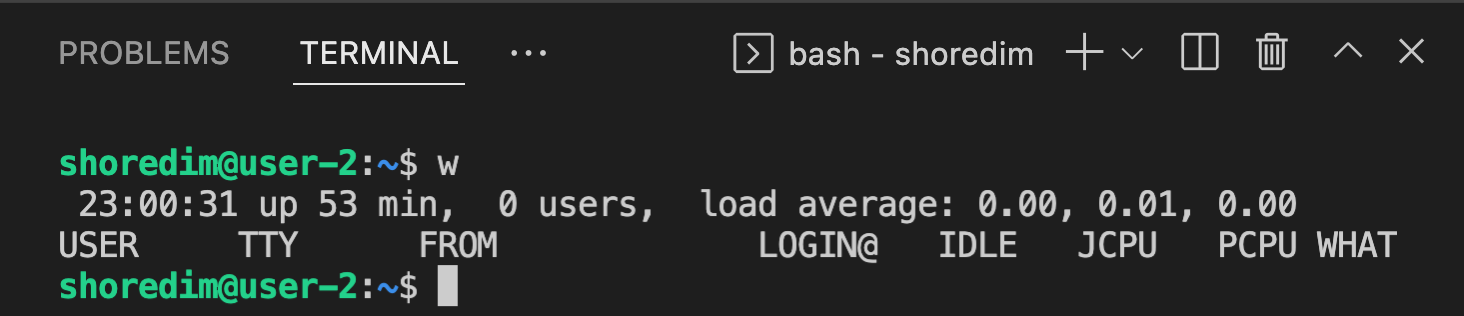 PROBLEMS TERMINAL ... bash - shoredim
shoredim@user-2:~$ w
 23:00:31 up 53 min,  0 users,  load average: 0.00, 0.01, 0.00
USER     TTY      FROM             LOGIN@   IDLE   JCPU   PCPU WHAT
shoredim@user-2:~$